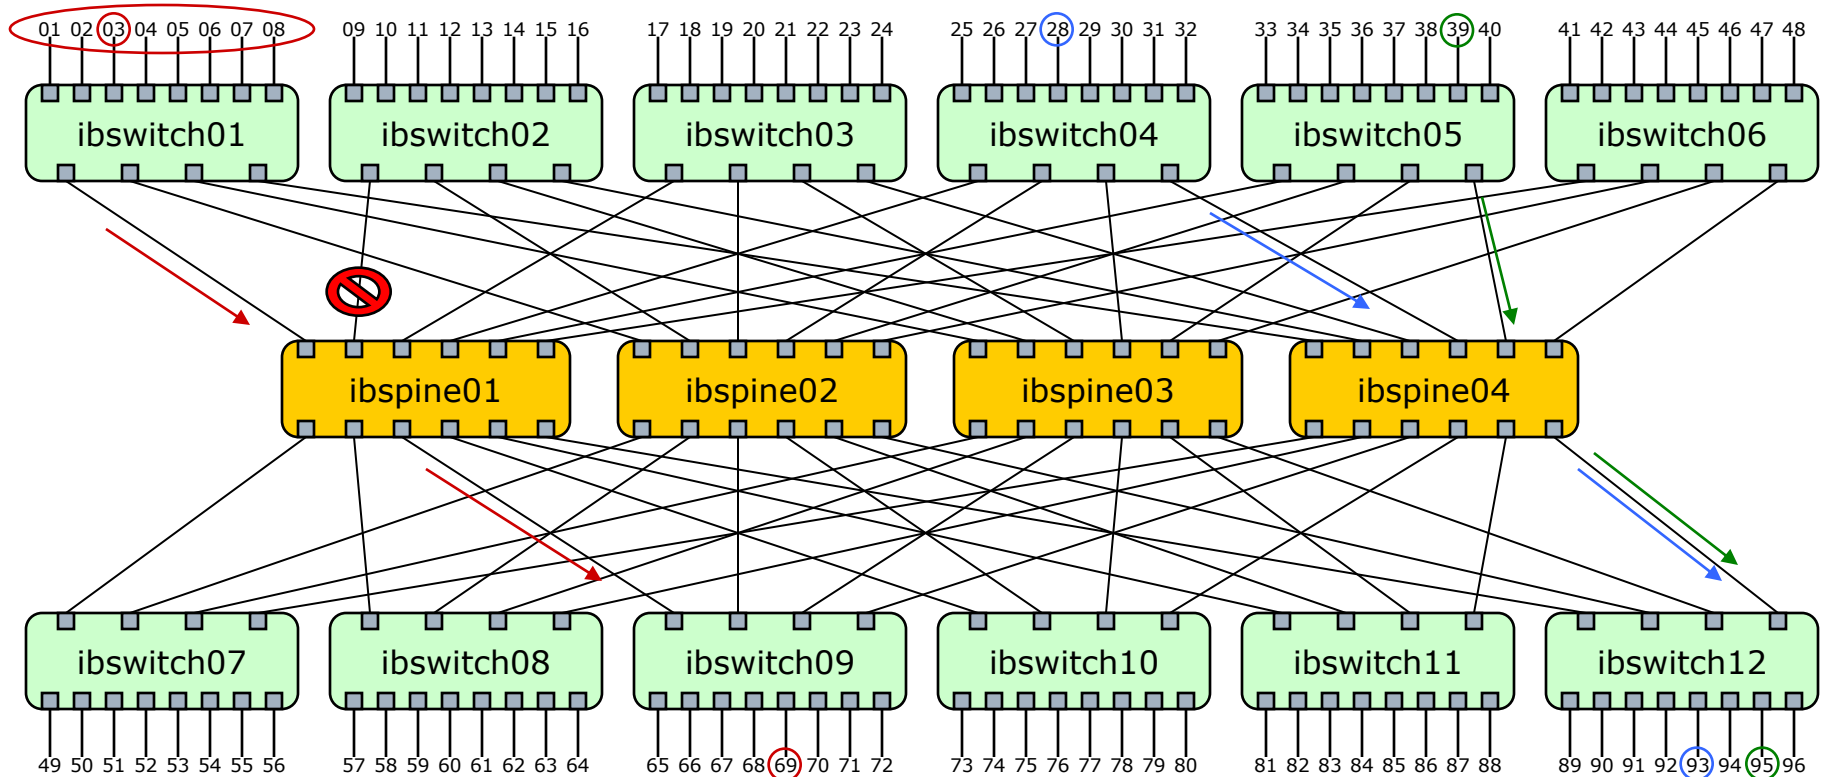 01 02 03 04 05 06 07 08 09 10 11 12 13 14 15 16 17 18 19 20 21 22 23 24 25 26 27 28 29 30 31 32 33 34 35 36 37 38 39 40 41 42 43 44 45 46 47 48
ibswitch01 ibswitch02 ibswitch03 ibswitch04 ibswitch05 ibswitch06
ibspine01 ibspine02 ibspine03 ibspine04
ibswitch07 ibswitch08 ibswitch09 ibswitch10 ibswitch11 ibswitch12
49 50 51 52 53 54 55 56 57 58 59 60 61 62 63 64 65 66 67 68 69 70 71 72 73 74 75 76 77 78 79 80 81 82 83 84 85 86 87 88 89 90 91 92 93 94 95 96